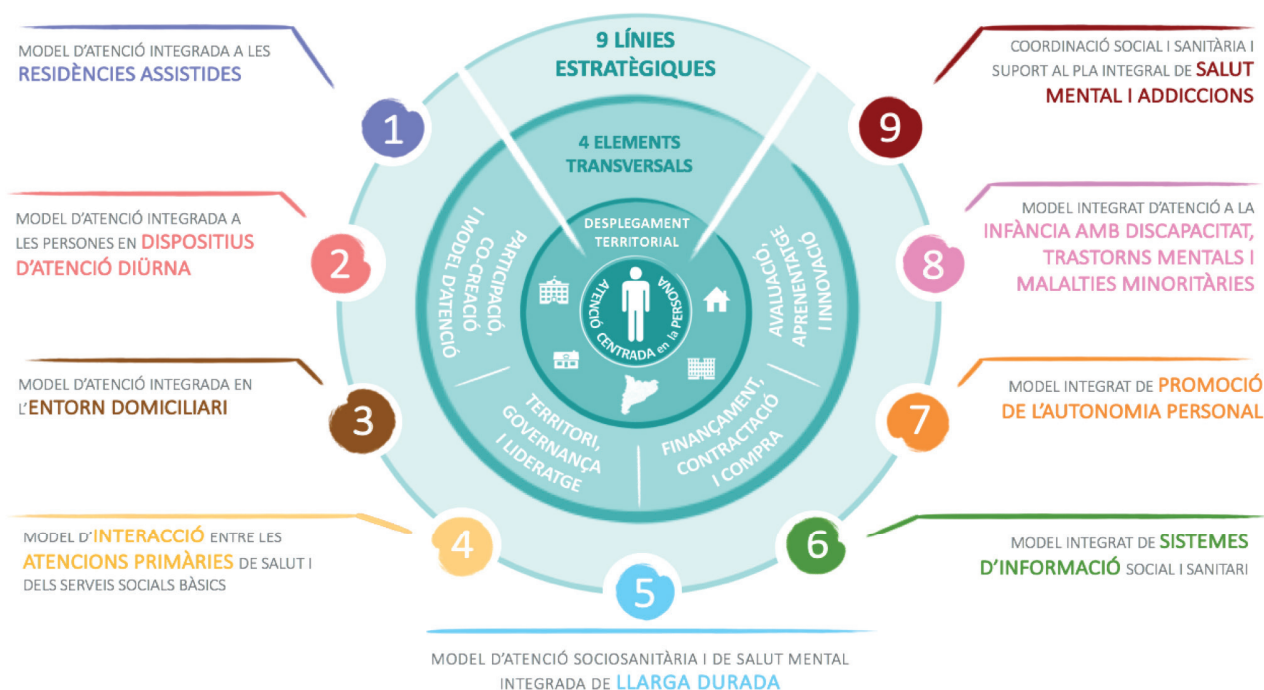 9 LÍNIES
ESTRATÈGIQUES
4 ELEMENTS
TRANSVERSALS
DESPLEGAMENT
TERRITORIAL
ATENCIÓ CENTRADA en la PERSONA
PARTICIPACIÓ,
CO-CREACIÓ
I MODEL D'ATENCIÓ
TERRITORI,
GOVERNANÇA
I LIDERATGE
FINANÇAMENT,
CONTRACTACIÓ
I COMPRA
AVALUACIÓ,
APRENENTATGE
I INNOVACIÓ
1
MODEL D'ATENCIÓ INTEGRADA A LES
RESIDÈNCIES ASSISTIDES
2
MODEL D'ATENCIÓ INTEGRADA A
LES PERSONES EN DISPOSITIUS
D'ATENCIÓ DIÜRNA
3
MODEL D'ATENCIÓ INTEGRADA EN
L'ENTORN DOMICILIARI
4
MODEL D'INTERACCIÓ ENTRE LES
ATENCIONS PRIMÀRIES DE SALUT I
DELS SERVEIS SOCIALS BÀSICS
5
MODEL D'ATENCIÓ SOCIOSANITÀRIA I DE SALUT MENTAL
INTEGRADA DE LLARGA DURADA
6
MODEL INTEGRAT DE SISTEMES
D'INFORMACIÓ SOCIAL I SANITARI
7
MODEL INTEGRAT DE PROMOCIÓ
DE L'AUTONOMIA PERSONAL
8
MODEL INTEGRAT D'ATENCIÓ A LA
INFÀNCIA AMB DISCAPACITAT,
TRASTORNS MENTALS I
MALALTIES MINORITÀRIES
9
COORDINACIÓ SOCIAL I SANITÀRIA I
SUPORT AL PLA INTEGRAL DE SALUT
MENTAL I ADDICCIONS